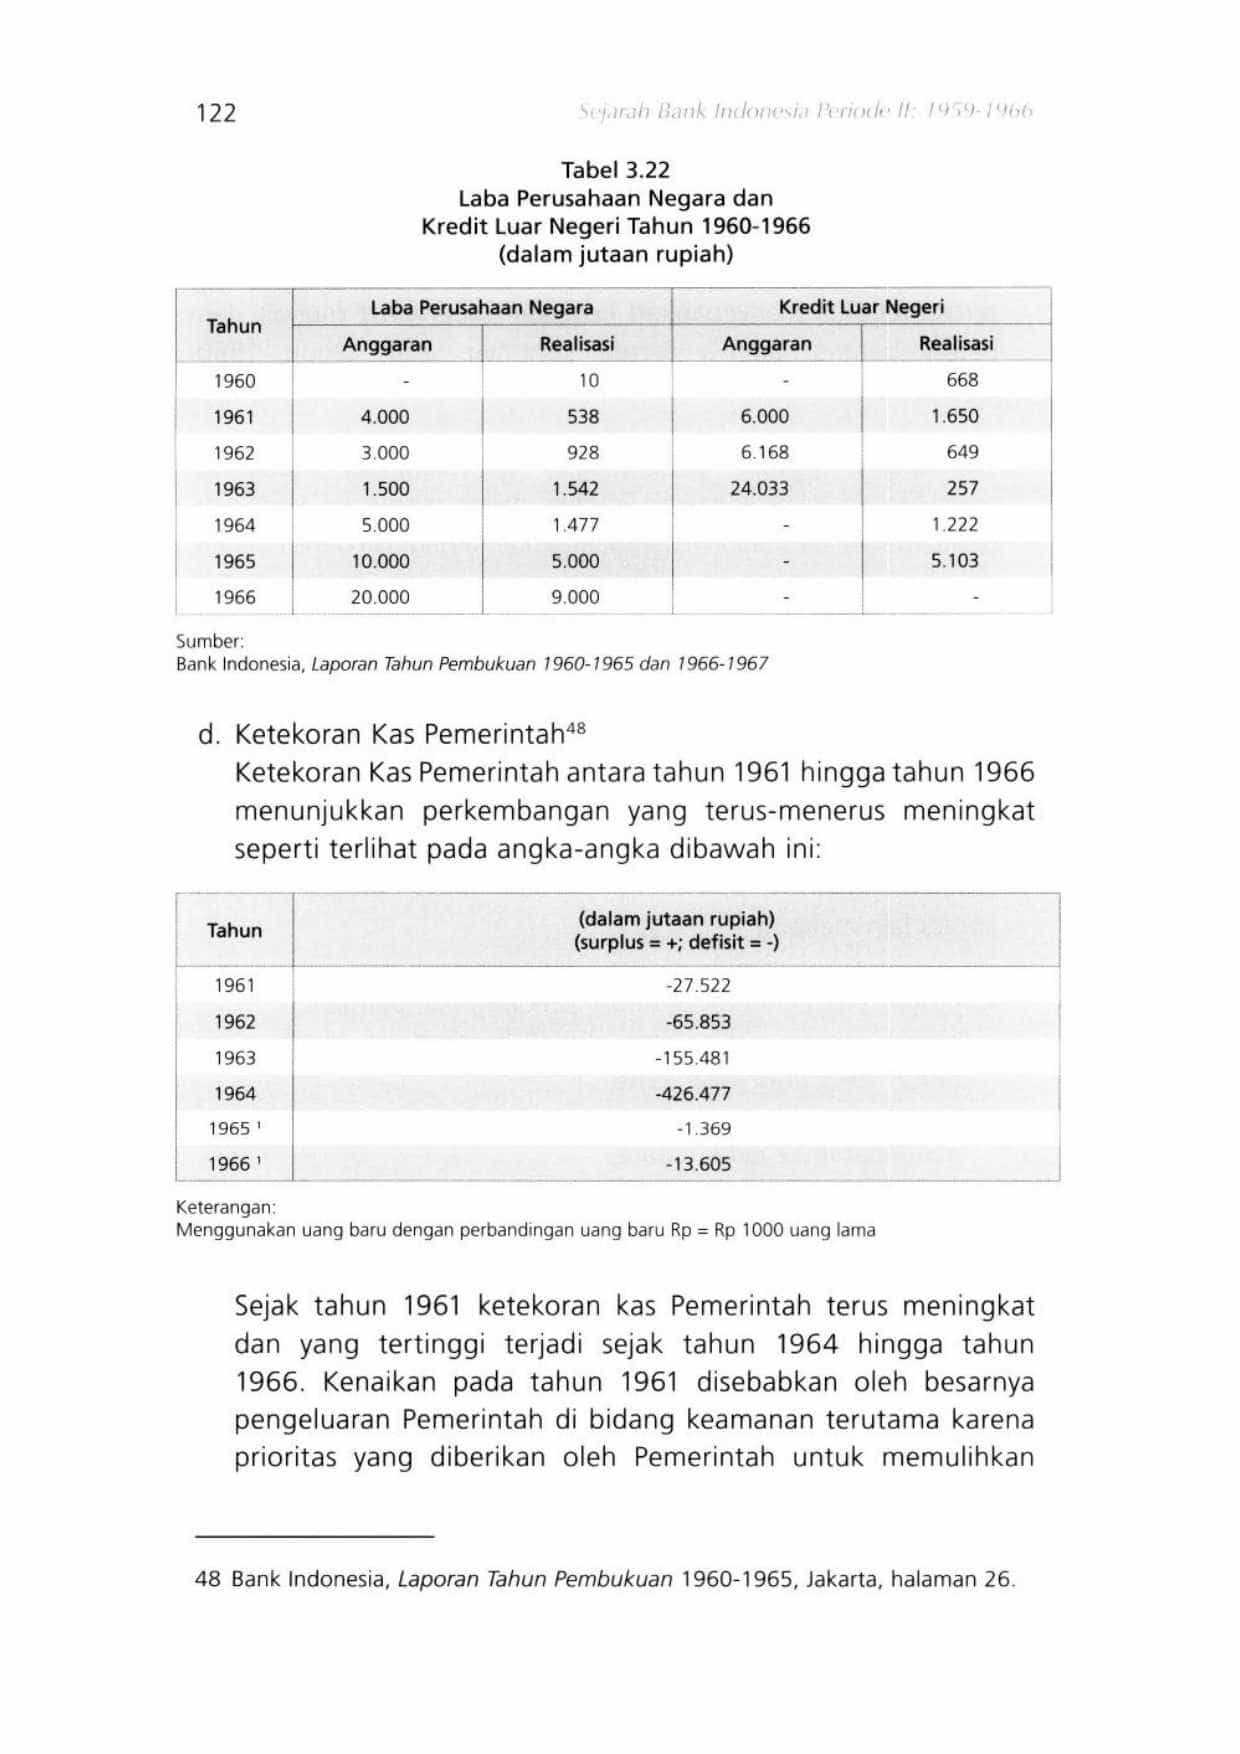 122
Sejarah Bank Indonesia Periode II: 1959-1966
Tabel 3.22
Laba Perusahaan Negara dan
Kredit Luar Negeri Tahun 1960-1966
(dalam jutaan rupiah)
Tahun Laba Perusahaan Negara Kredit Luar Negeri
Anggaran Realisasi Anggaran Realisasi
1960 - 10 - 668
1961 4.000 538 6.000 1.650
1962 3.000 928 6.168 649
1963 1.500 1.542 24.033 257
1964 5.000 1.477 - 1.222
1965 10.000 5.000 - 5.103
1966 20.000 9.000 - -
Sumber:
Bank Indonesia, Laporan Tahun Pembukuan 1960-1965 dan 1966-1967
d. Ketekoran Kas Pemerintah⁴⁸
Ketekoran Kas Pemerintah antara tahun 1961 hingga tahun 1966
menunjukkan perkembangan yang terus-menerus meningkat
seperti terlihat pada angka-angka dibawah ini:
Tahun (dalam jutaan rupiah)
(surplus = +; defisit = -)
1961 -27.522
1962 -65.853
1963 -155.481
1964 -426.477
1965 ¹ -1.369
1966 ¹ -13.605
Keterangan:
Menggunakan uang baru dengan perbandingan uang baru Rp = Rp 1000 uang lama
Sejak tahun 1961 ketekoran kas Pemerintah terus meningkat
dan yang tertinggi terjadi sejak tahun 1964 hingga tahun
1966. Kenaikan pada tahun 1961 disebabkan oleh besarnya
pengeluaran Pemerintah di bidang keamanan terutama karena
prioritas yang diberikan oleh Pemerintah untuk memulihkan
48 Bank Indonesia, Laporan Tahun Pembukuan 1960-1965, Jakarta, halaman 26.